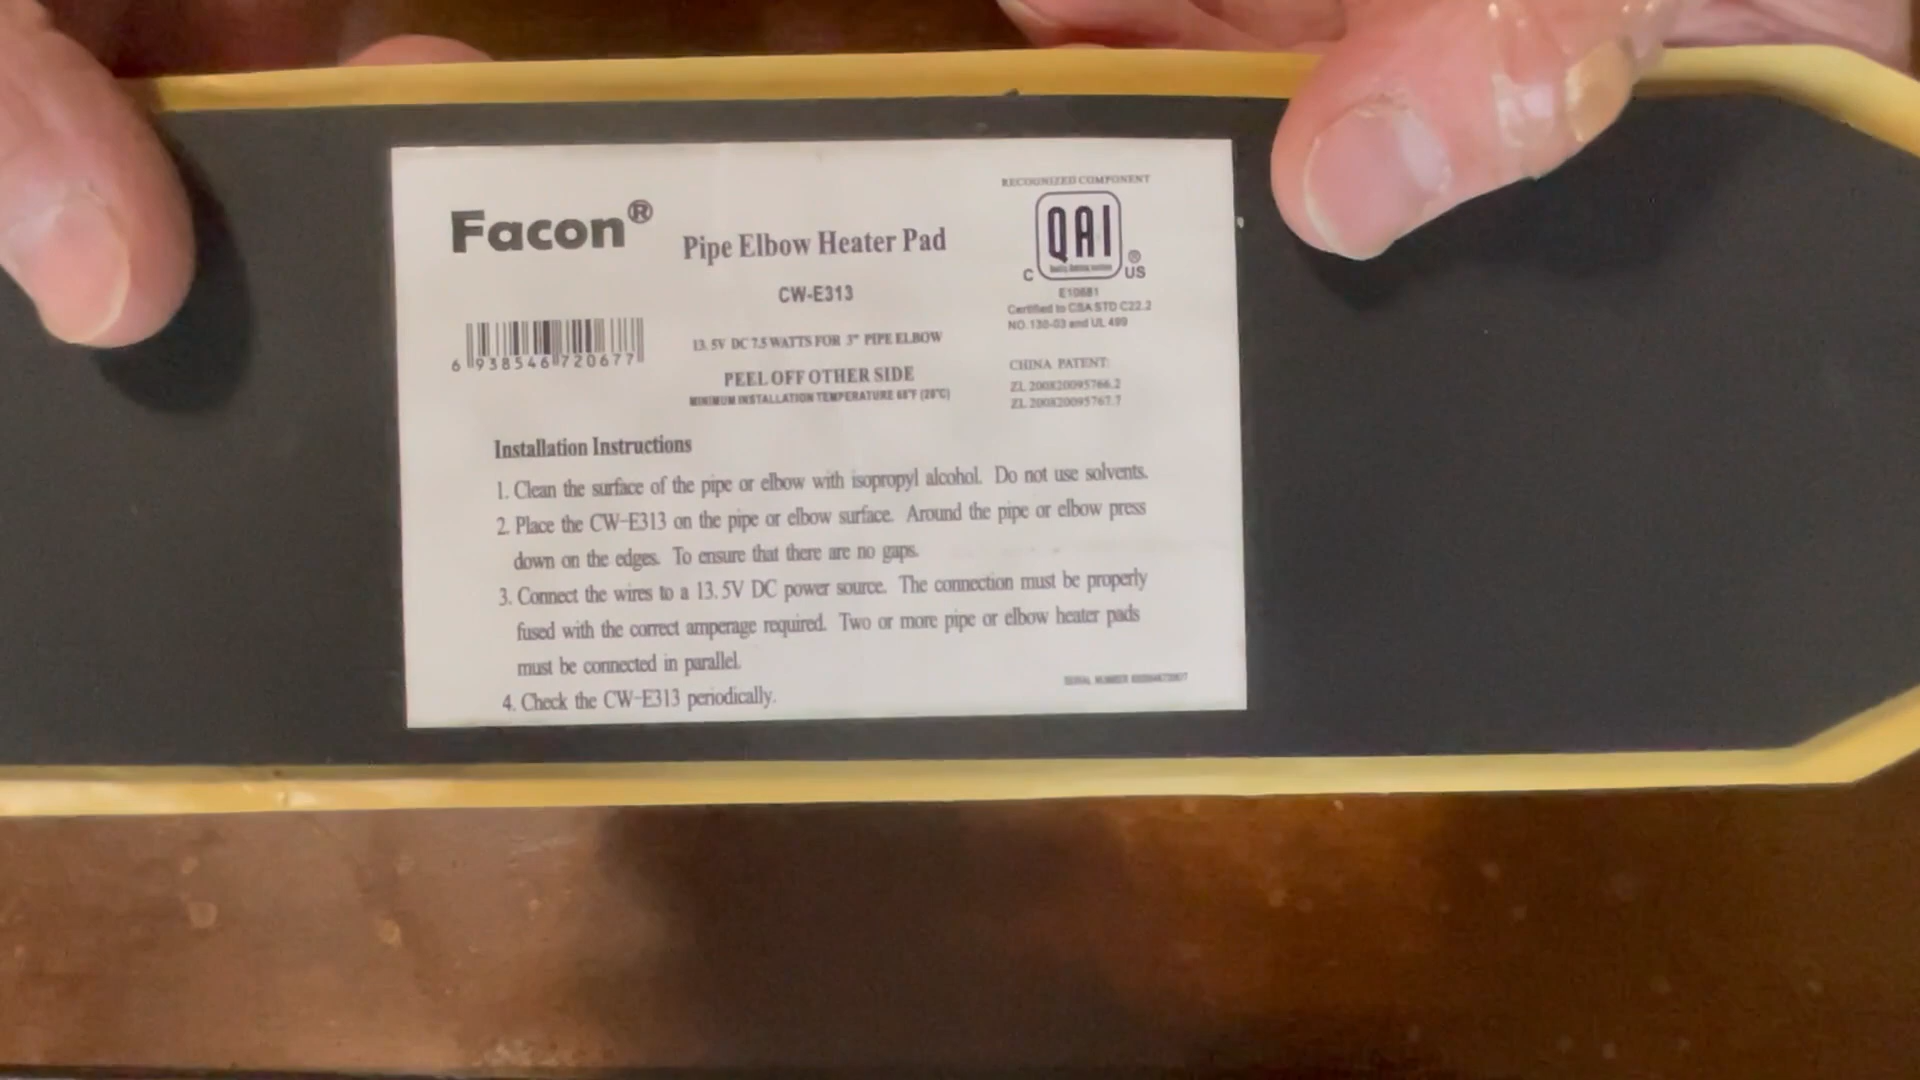 Facon®
Pipe Elbow Heater Pad
CW-E313
RECOGNIZED COMPONENT
QAI
C ® US
E10681
Certified to CSA STD C22.2
NO. 130-03 and UL 499
6 938546 720677
13.5V DC 7.5 WATTS FOR 3" PIPE ELBOW
PEEL OFF OTHER SIDE
MINIMUM INSTALLATION TEMPERATURE 68°F (20°C)
CHINA PATENT:
ZL 200820095766.2
ZL 200820095767.7
Installation Instructions
1. Clean the surface of the pipe or elbow with isopropyl alcohol. Do not use solvents.
2. Place the CW-E313 on the pipe or elbow surface. Around the pipe or elbow press
down on the edges. To ensure that there are no gaps.
3. Connect the wires to a 13.5V DC power source. The connection must be properly
fused with the correct amperage required. Two or more pipe or elbow heater pads
must be connected in parallel.
4. Check the CW-E313 periodically.
SERIAL NUMBER